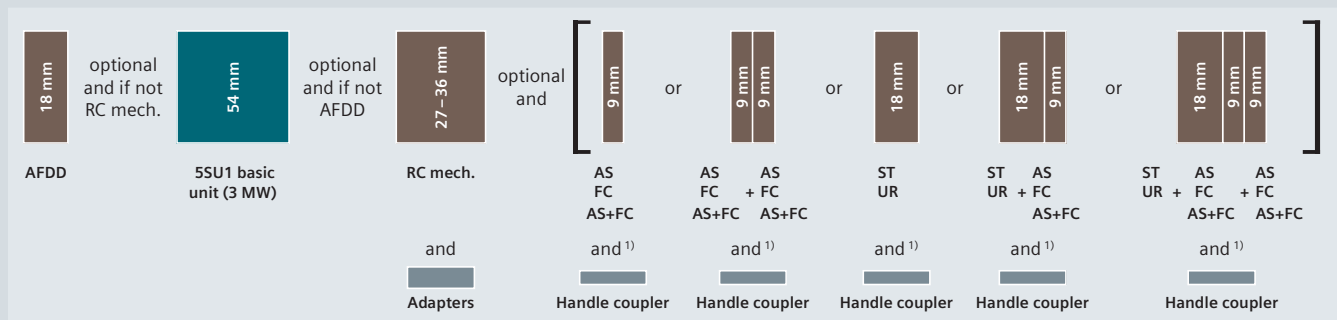 18 mm
optional
and if not
RC mech.
54 mm
optional
and if not
AFDD
27–36 mm
optional
and
9 mm
or
9 mm
9 mm
or
18 mm
or
18 mm
9 mm
or
18 mm
9 mm
9 mm
AFDD
5SU1 basic
unit (3 MW)
RC mech.
AS
FC
AS+FC
AS AS
FC + FC
AS+FC AS+FC
ST
UR
ST AS
UR + FC
AS+FC
ST AS AS
UR + FC + FC
AS+FC AS+FC
and
Adapters
and 1)
Handle coupler
and 1)
Handle coupler
and 1)
Handle coupler
and 1)
Handle coupler
and 1)
Handle coupler